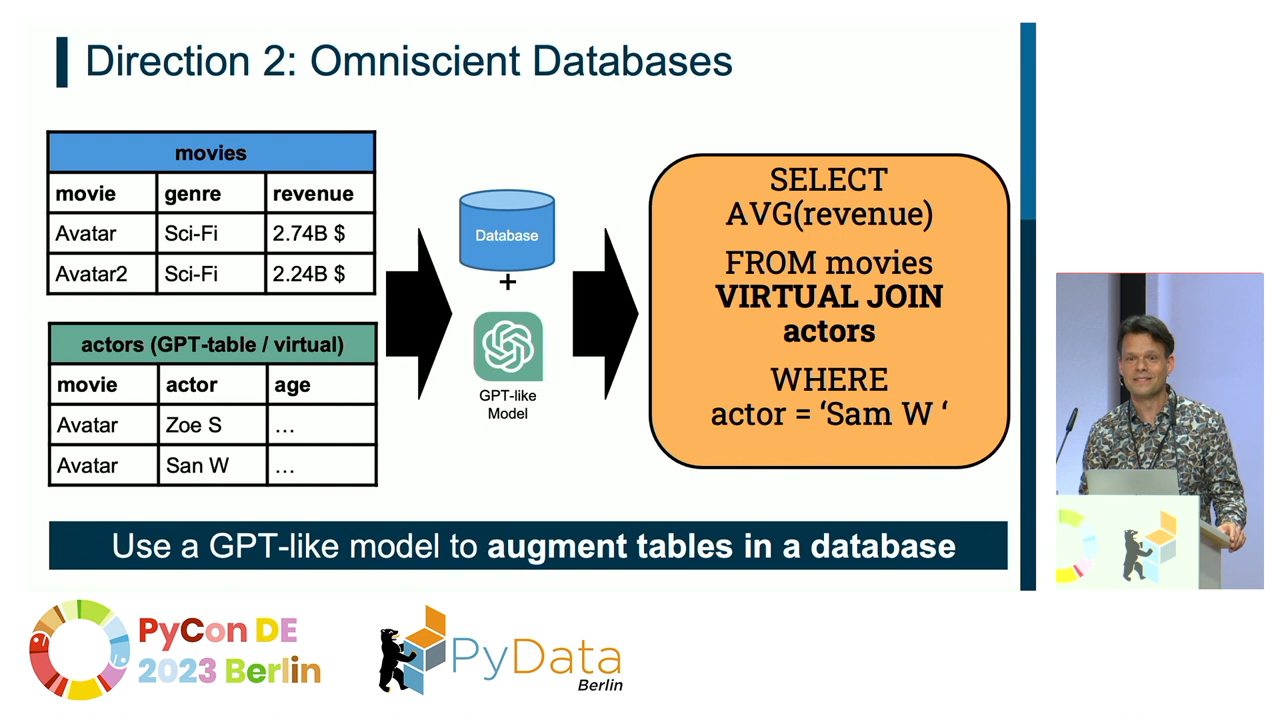 Direction 2: Omniscient Databases
movies
movie genre revenue
Avatar Sci-Fi 2.74B $
Avatar2 Sci-Fi 2.24B $
actors (GPT-table / virtual)
movie actor age
Avatar Zoe S ...
Avatar San W ...
Database
+
GPT-like
Model
SELECT
AVG(revenue)
FROM movies
VIRTUAL JOIN
actors
WHERE
actor = ‘Sam W ‘
Use a GPT-like model to augment tables in a database
PyCon DE
2023 Berlin
PyData
Berlin